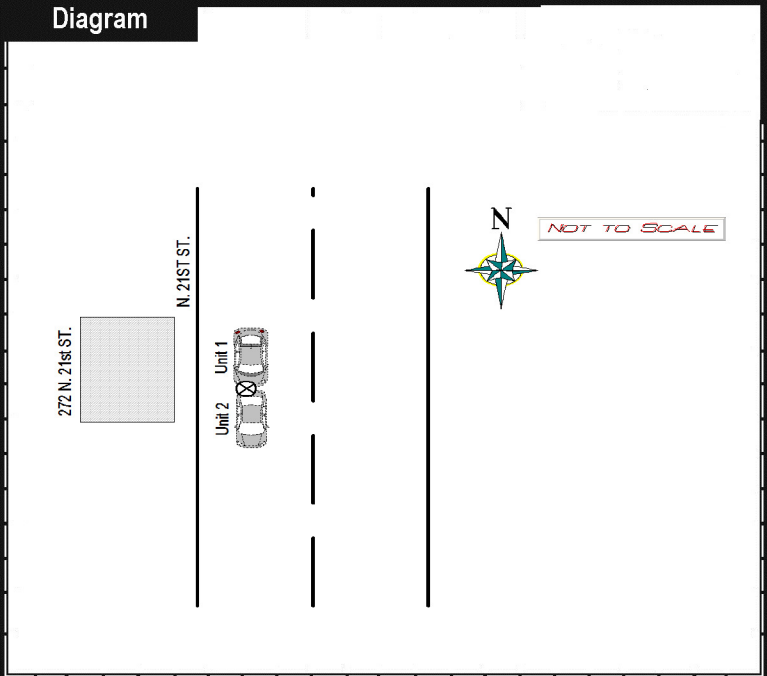 Diagram
N
NOT TO SCALE
N. 21ST ST.
272 N. 21st ST.
Unit 1
Unit 2